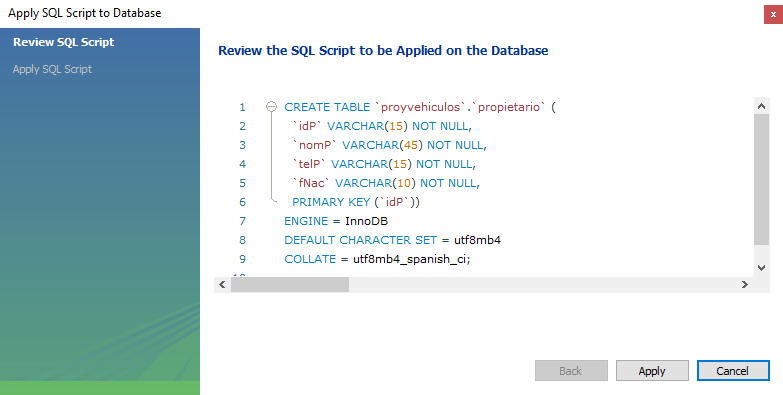 Apply SQL Script to Database
x
Review SQL Script
Apply SQL Script
Review the SQL Script to be Applied on the Database
1 CREATE TABLE `proyvehiculos`.`propietario` (
2 `idP` VARCHAR(15) NOT NULL,
3 `nomP` VARCHAR(45) NOT NULL,
4 `telP` VARCHAR(15) NOT NULL,
5 `fNac` VARCHAR(10) NOT NULL,
6 PRIMARY KEY (`idP`))
7 ENGINE = InnoDB
8 DEFAULT CHARACTER SET = utf8mb4
9 COLLATE = utf8mb4_spanish_ci;
Back Apply Cancel